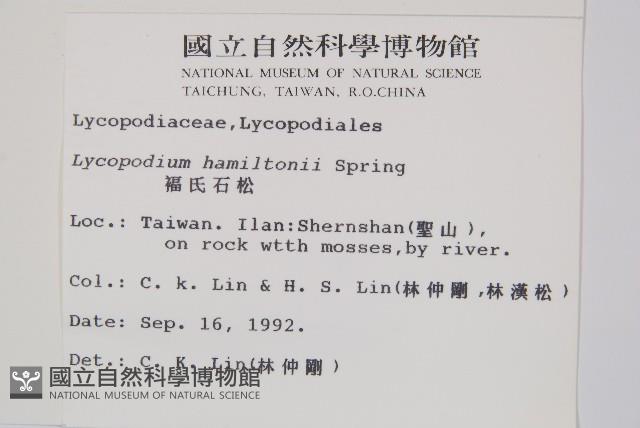 國立自然科學博物館
NATIONAL MUSEUM OF NATURAL SCIENCE
TAICHUNG, TAIWAN, R.O.CHINA
Lycopodiaceae,Lycopodiales
Lycopodium hamiltonii Spring
福氏石松
Loc.: Taiwan. Ilan:Shernshan(聖山),
on rock wtth mosses,by river.
Col.: C. k. Lin & H. S. Lin(林仲剛,林漢松)
Date: Sep. 16, 1992.
Det.: C. K. Lin(林仲剛)
國立自然科學博物館
NATIONAL MUSEUM OF NATURAL SCIENCE